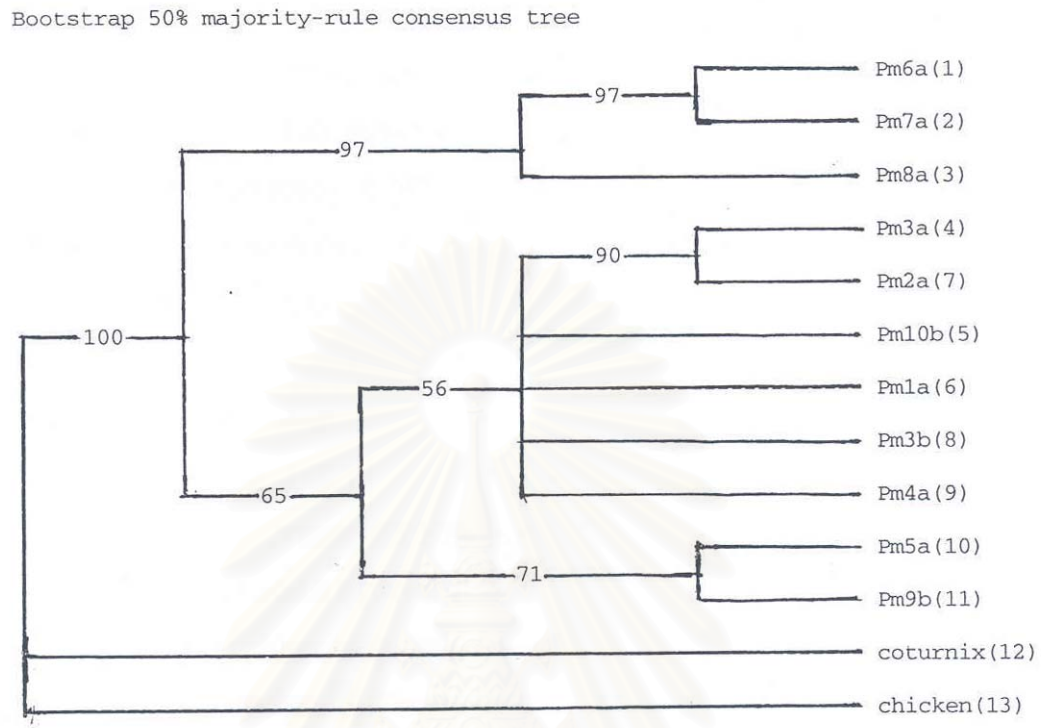 Bootstrap 50% majority-rule consensus tree
Pm6a(1)
97
Pm7a(2)
97
Pm8a(3)
Pm3a(4)
90
Pm2a(7)
100
Pm10b(5)
56
Pm1a(6)
Pm3b(8)
65
Pm4a(9)
Pm5a(10)
71
Pm9b(11)
coturnix(12)
chicken(13)